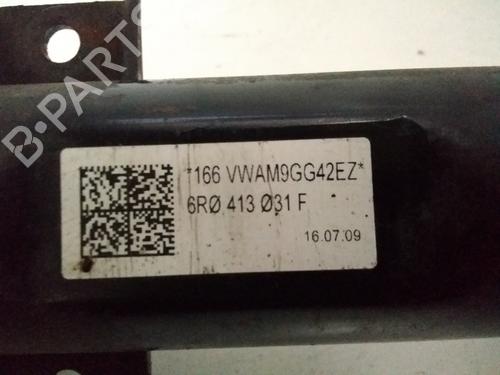 B-PARTS
*166 VWAM9GG42EZ*
6RØ 413 Ø31 F
16.07.09